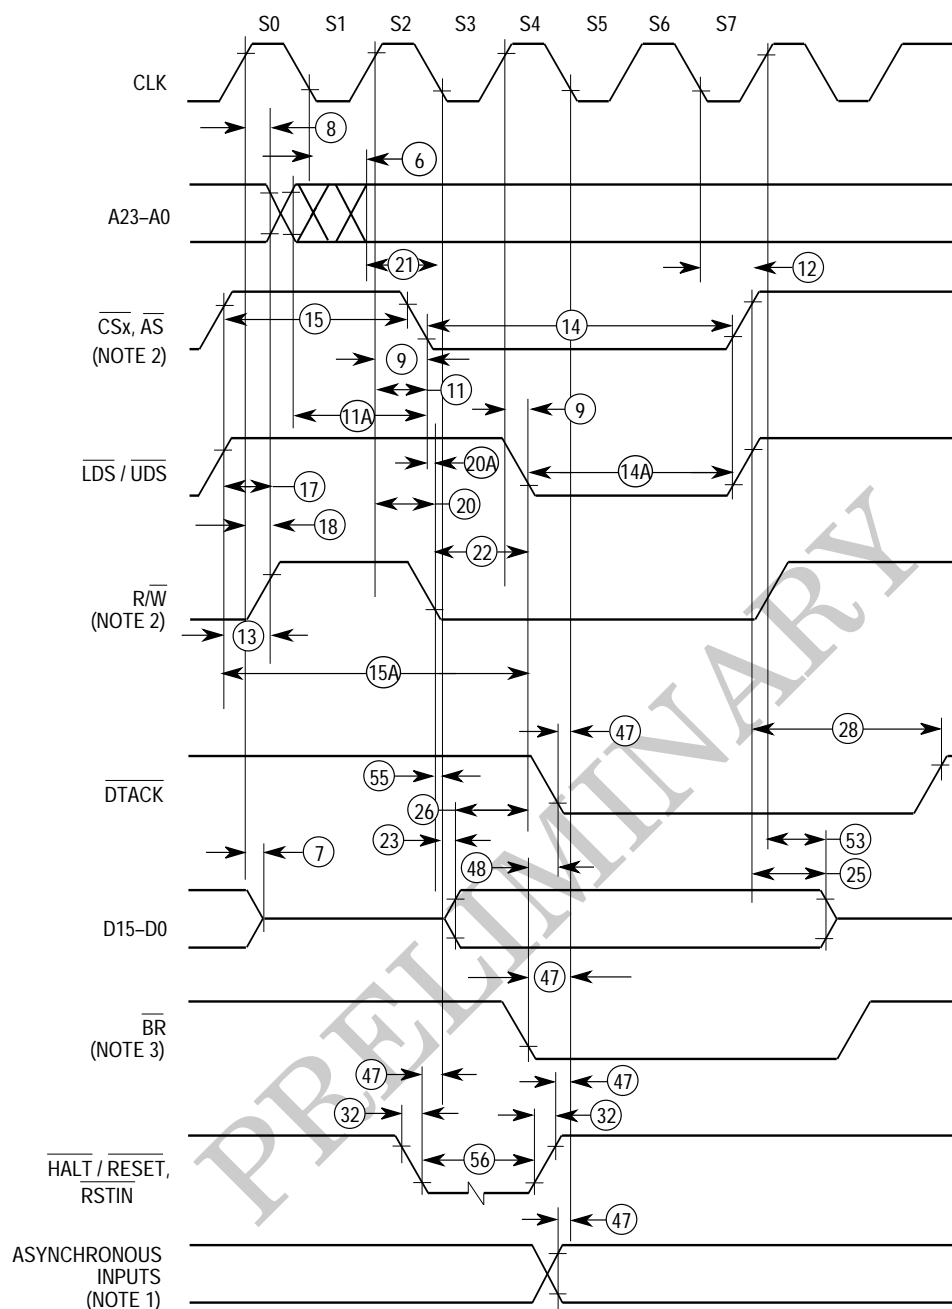 S0 S1 S2 S3 S4 S5 S6 S7
CLK
8
6
A23–A0
21
12
CSx, AS
(NOTE 2)
15
14
9
11
9
11A
LDS / UDS
20A
14A
17
20
18
22
R/W
(NOTE 2)
13
15A
28
47
DTACK
55
26
23
53
7
48
25
D15–D0
47
BR
(NOTE 3)
47
47
32
32
HALT / RESET,
RSTIN
56
47
ASYNCHRONOUS
INPUTS
(NOTE 1)
PRELIMINARY